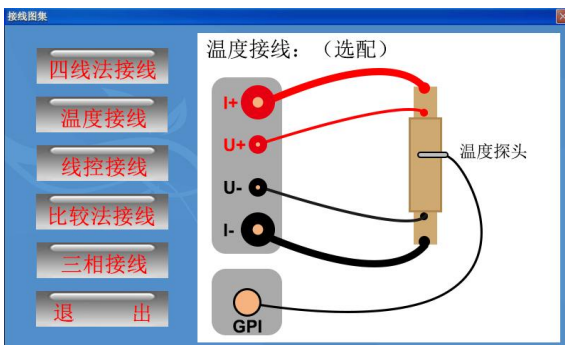 接线图集
四线法接线
温度接线
线控接线
比较法接线
三相接线
退 出
温度接线：（选配）
I+
U+
U-
I-
GPI
温度探头